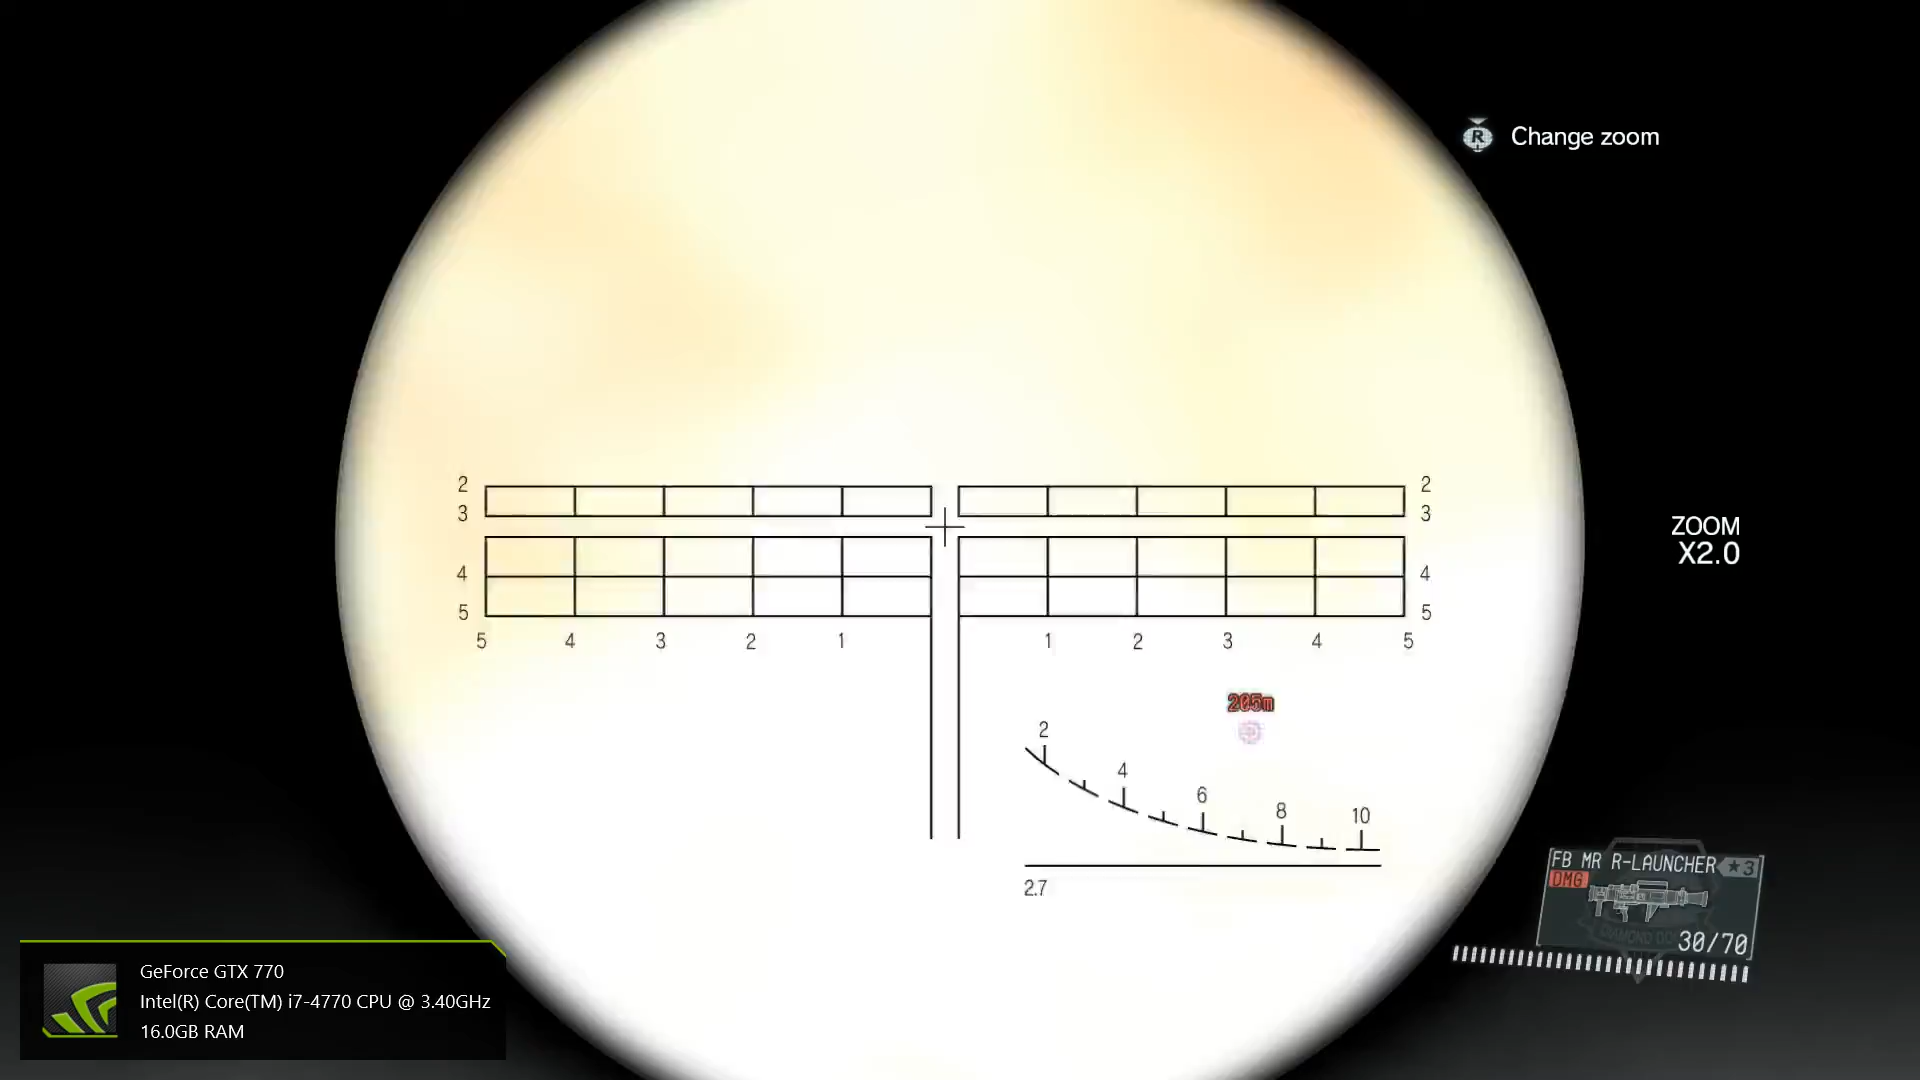 R Change zoom
2 2
3 3
ZOOM
X2.0
4 4
5 5
5 4 3 2 1 1 2 3 4 5
205m
2
4
6
8
10
2.7
FB MR R-LAUNCHER ★3
DMG
30/70
GeForce GTX 770
Intel(R) Core(TM) i7-4770 CPU @ 3.40GHz
16.0GB RAM